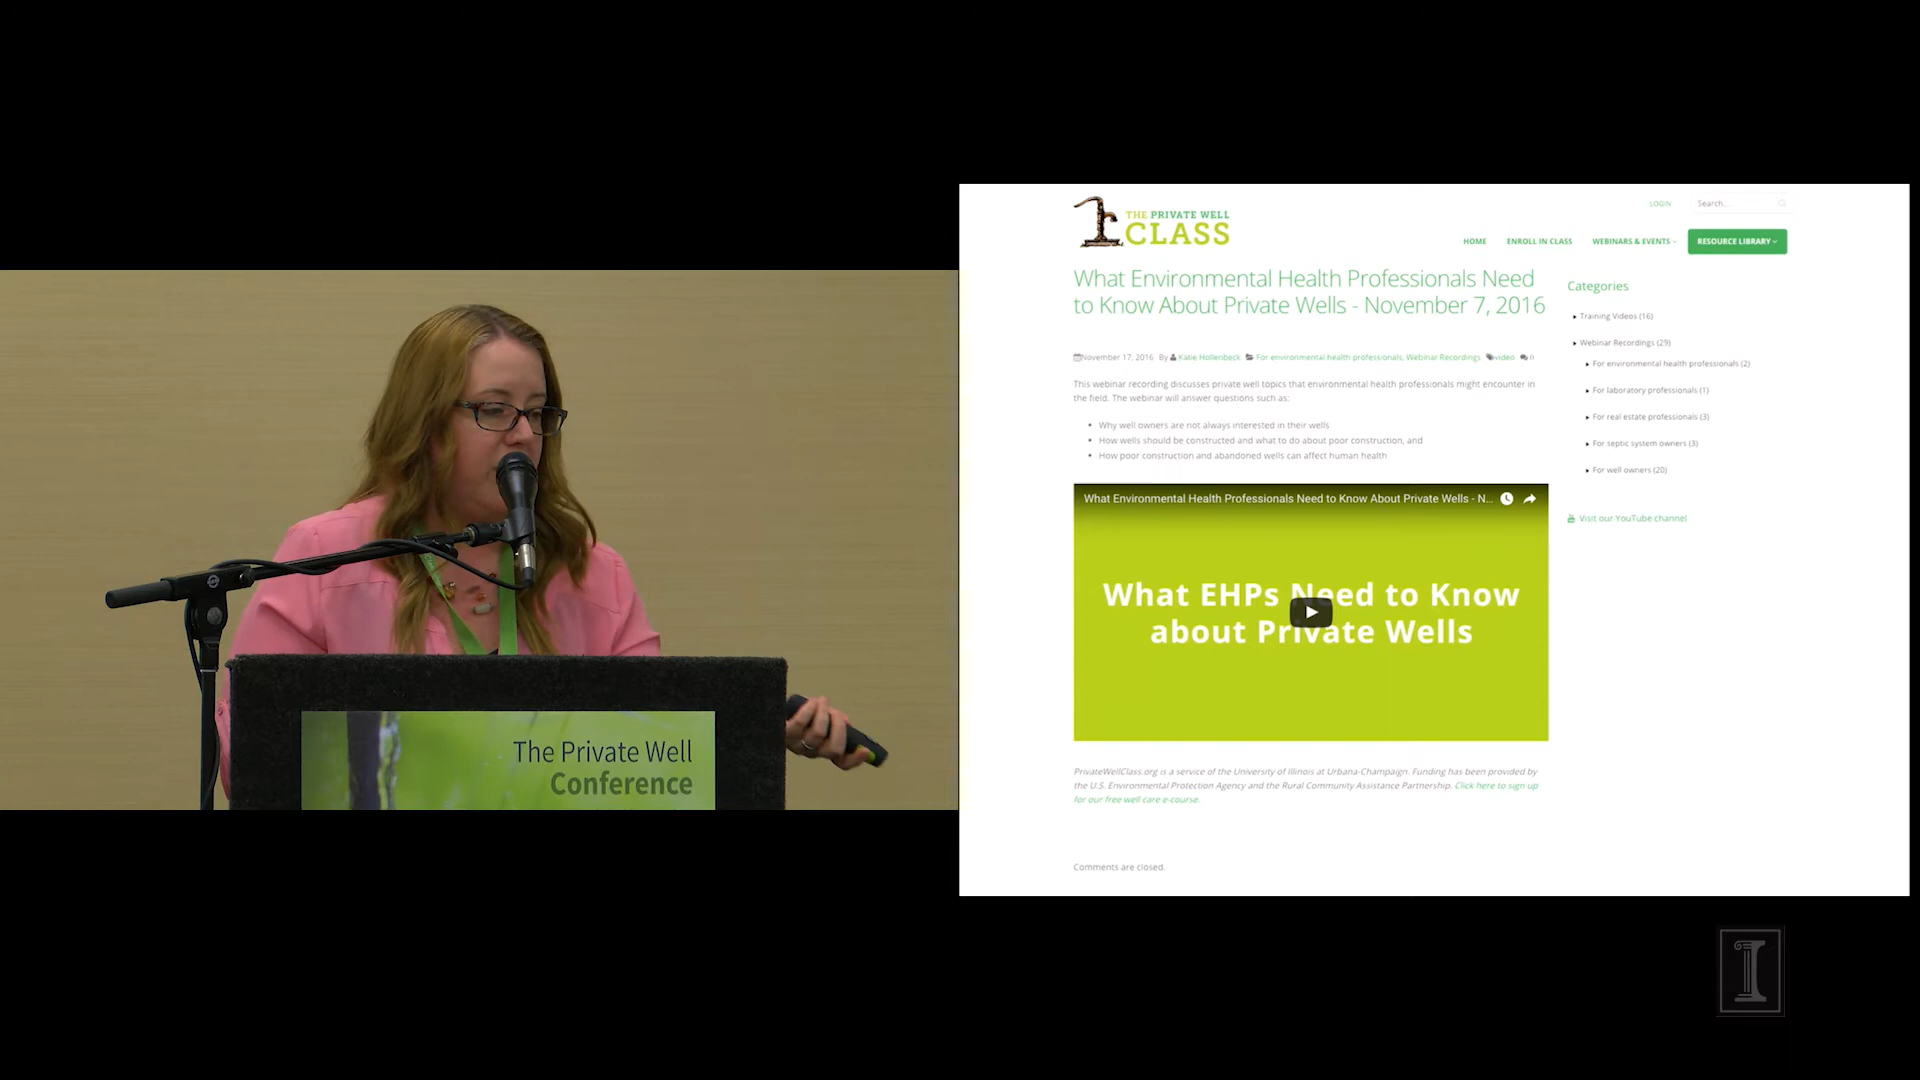 The Private Well
Conference
THE PRIVATE WELL
CLASS
LOGIN
Search...
HOME
ENROLL IN CLASS
WEBINARS & EVENTS
RESOURCE LIBRARY
What Environmental Health Professionals Need
to Know About Private Wells - November 7, 2016
November 17, 2016 By Katie Hollenbeck For environmental health professionals, Webinar Recordings video 0
This webinar recording discusses private well topics that environmental health professionals might encounter in
the field. The webinar will answer questions such as:
Why well owners are not always interested in their wells
How wells should be constructed and what to do about poor construction, and
How poor construction and abandoned wells can affect human health
What Environmental Health Professionals Need to Know About Private Wells - N...
What EHPs Need to Know
about Private Wells
PrivateWellClass.org is a service of the University of Illinois at Urbana-Champaign. Funding has been provided by
the U.S. Environmental Protection Agency and the Rural Community Assistance Partnership. Click here to sign up
for our free well care e-course.
Comments are closed.
Categories
Training Videos (16)
Webinar Recordings (29)
For environmental health professionals (2)
For laboratory professionals (1)
For real estate professionals (3)
For septic system owners (3)
For well owners (20)
Visit our YouTube channel
I